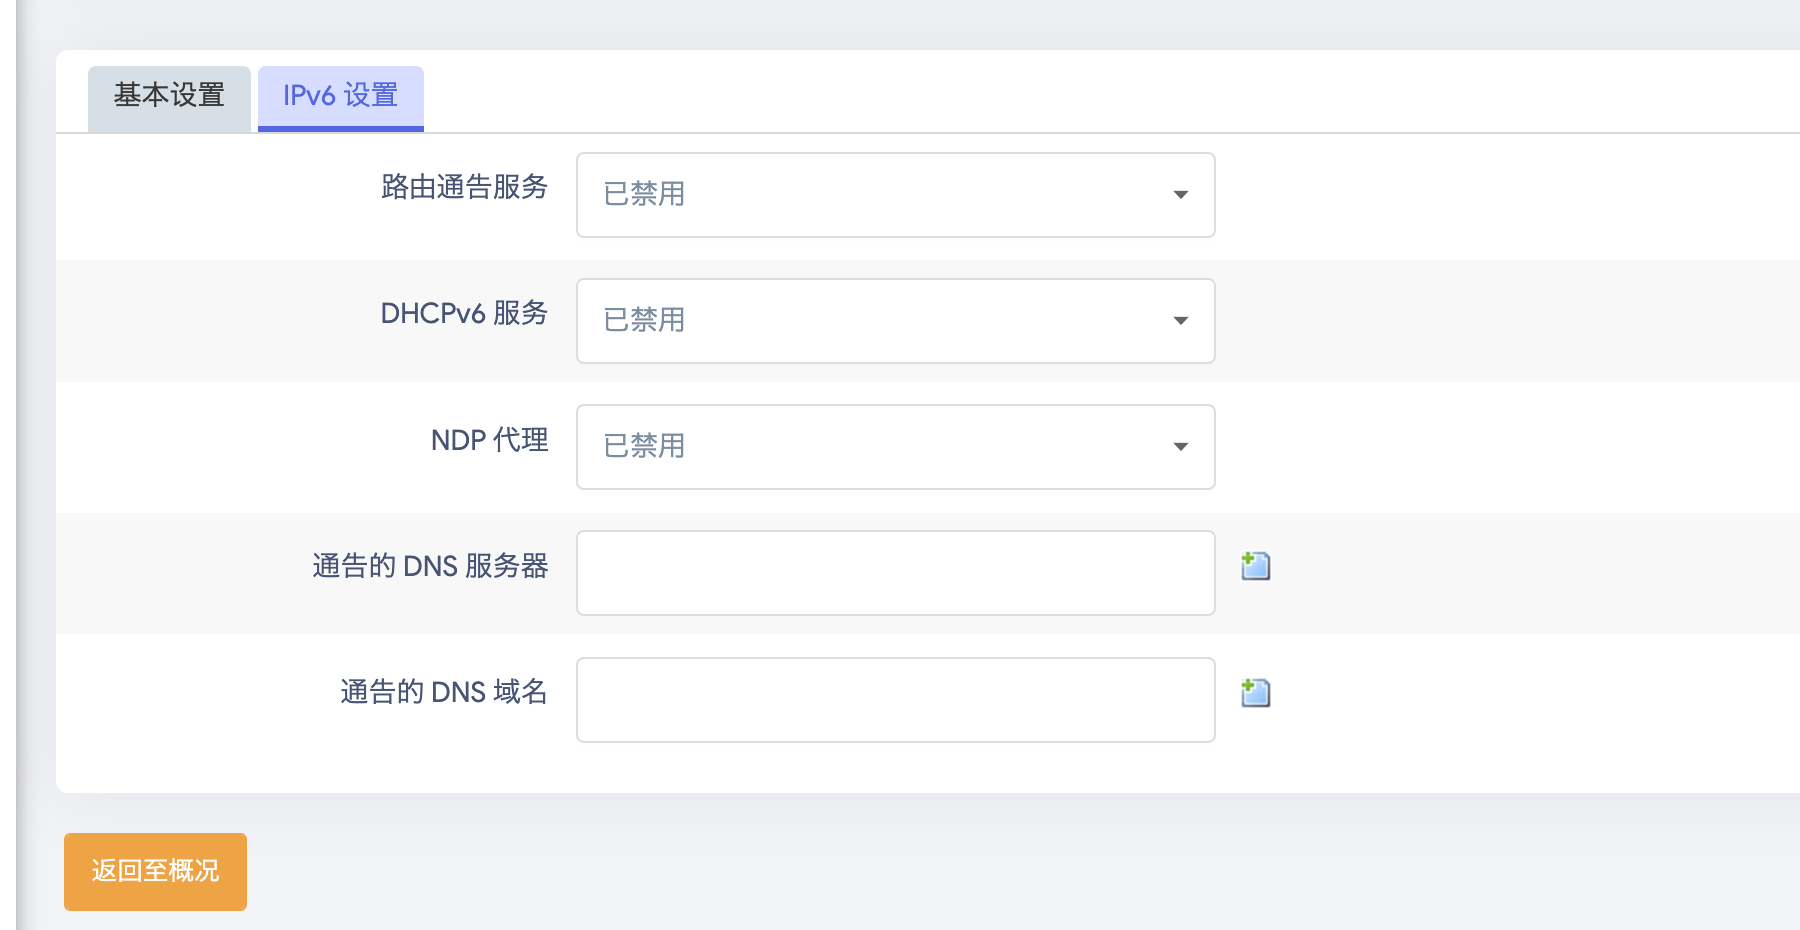 基本设置
IPv6 设置
路由通告服务
已禁用
DHCPv6 服务
已禁用
NDP 代理
已禁用
通告的 DNS 服务器
通告的 DNS 域名
返回至概况